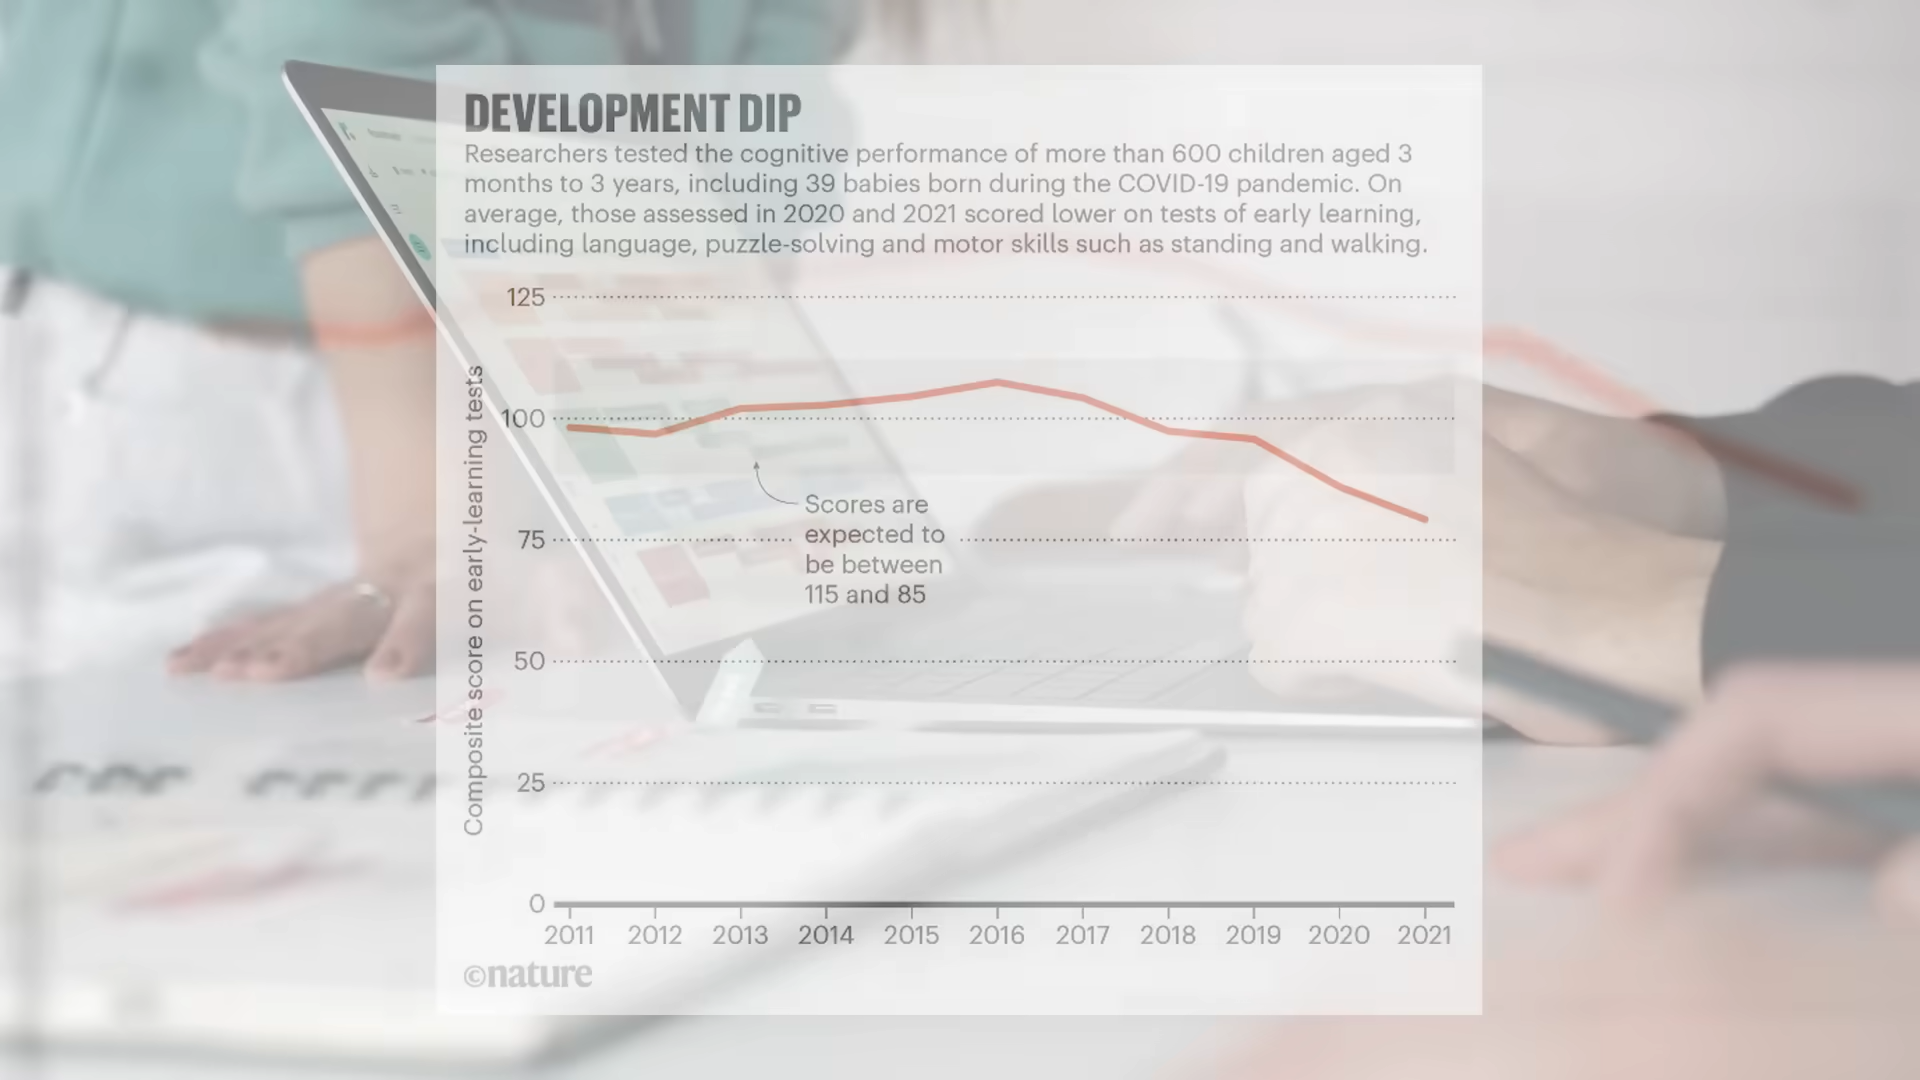 DEVELOPMENT DIP
Researchers tested the cognitive performance of more than 600 children aged 3
months to 3 years, including 39 babies born during the COVID-19 pandemic. On
average, those assessed in 2020 and 2021 scored lower on tests of early learning,
including language, puzzle-solving and motor skills such as standing and walking.
125
100
75
50
25
0
Composite score on early-learning tests
Scores are
expected to
be between
115 and 85
2011 2012 2013 2014 2015 2016 2017 2018 2019 2020 2021
©nature